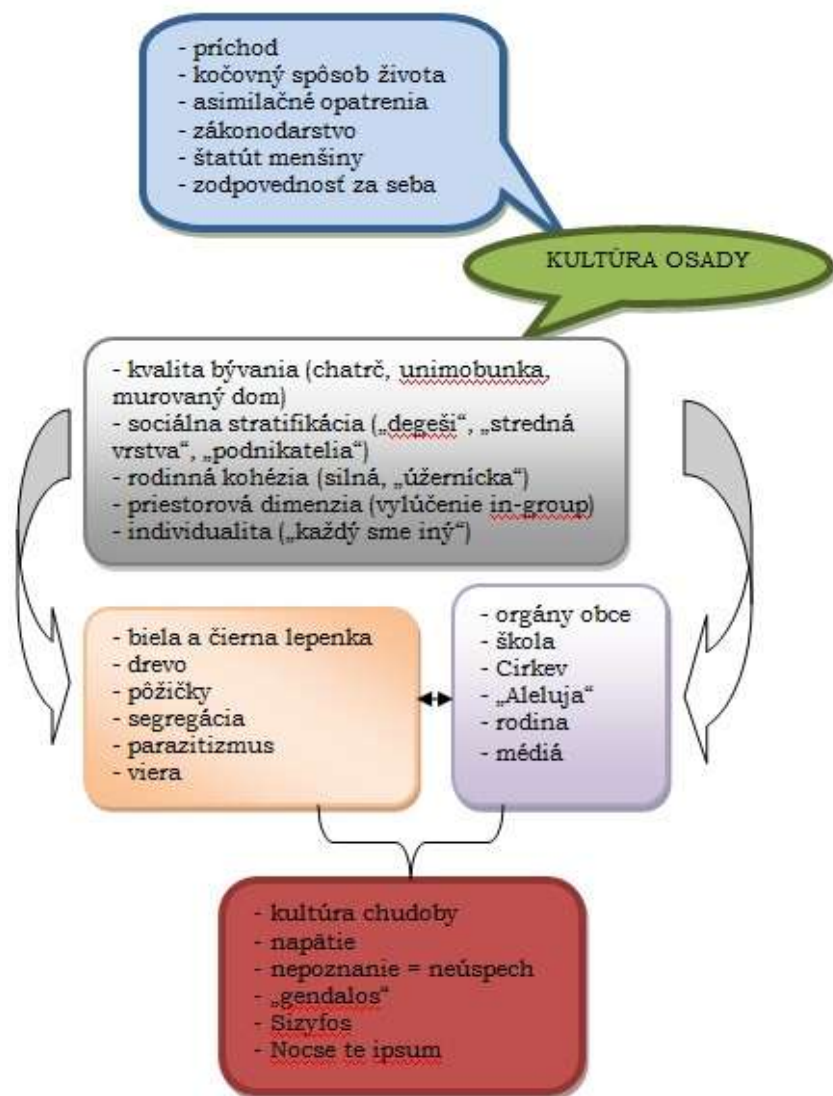 - príchod
- kočovný spôsob života
- asimilačné opatrenia
- zákonodarstvo
- štatút menšiny
- zodpovednosť za seba
KULTÚRA OSADY
- kvalita bývania (chatrč, unimobunka,
murovaný dom)
- sociálna stratifikácia („degeši“, „stredná
vrstva“, „podnikatelia“)
- rodinná kohézia (silná, „úžernícka“)
- priestorová dimenzia (vylúčenie in-group)
- individualita („každý sme iný“)
- biela a čierna lepenka
- drevo
- pôžičky
- segregácia
- parazitizmus
- viera
- orgány obce
- škola
- Cirkev
- „Aleluja“
- rodina
- médiá
- kultúra chudoby
- napätie
- nepoznanie = neúspech
- „gendalos“
- Sizyfos
- Nocse te ipsum